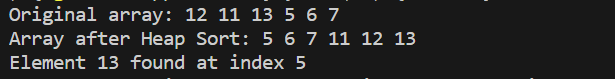 Original array: 12 11 13 5 6 7
Array after Heap Sort: 5 6 7 11 12 13
Element 13 found at index 5